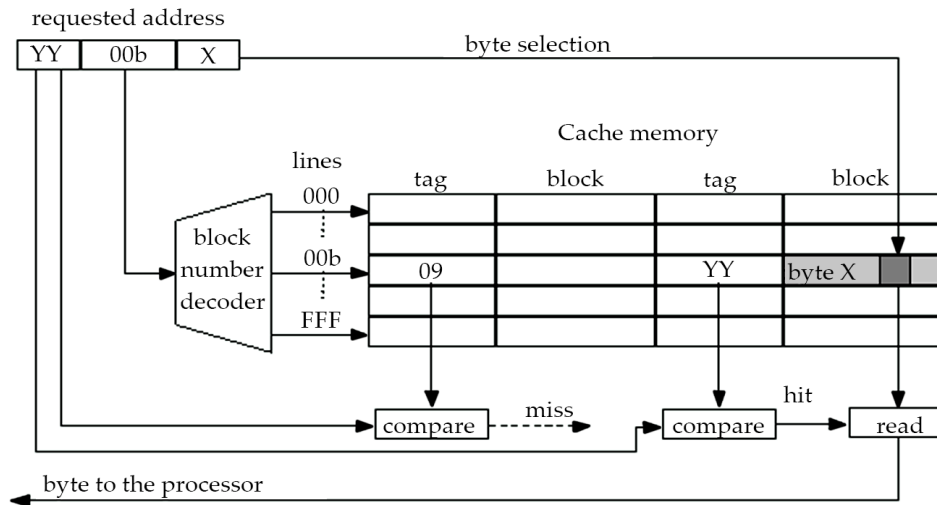 requested address
YY 00b X
byte selection
Cache memory
lines
tag block tag block
000
block
number
decoder
00b
09 YY byte X
FFF
hit
miss
compare compare read
byte to the processor